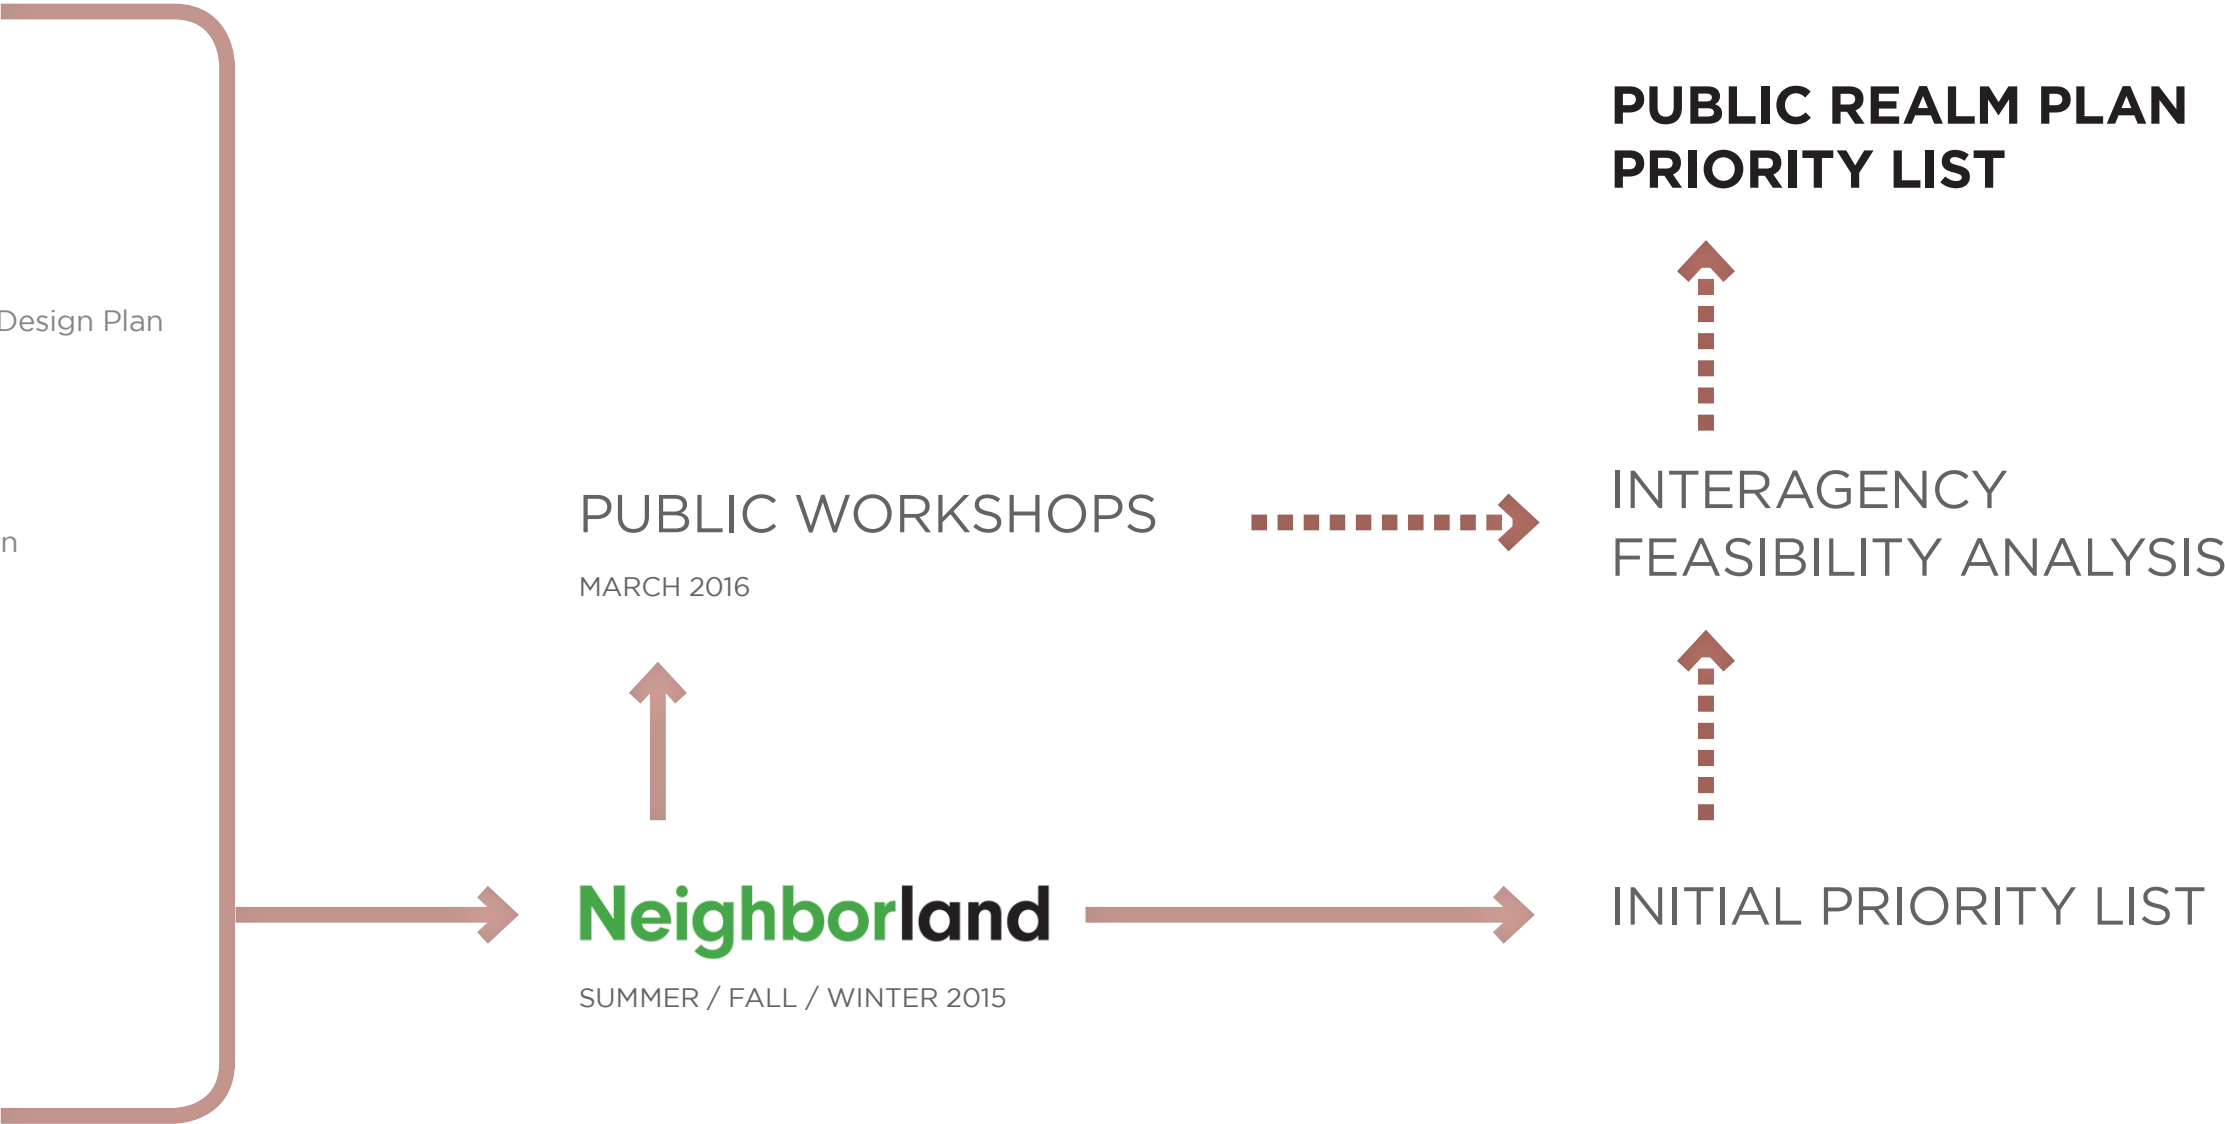 PUBLIC REALM PLAN
PRIORITY LIST
Design Plan
INTERAGENCY
FEASIBILITY ANALYSIS
PUBLIC WORKSHOPS
MARCH 2016
n
Neighborland
SUMMER / FALL / WINTER 2015
INITIAL PRIORITY LIST